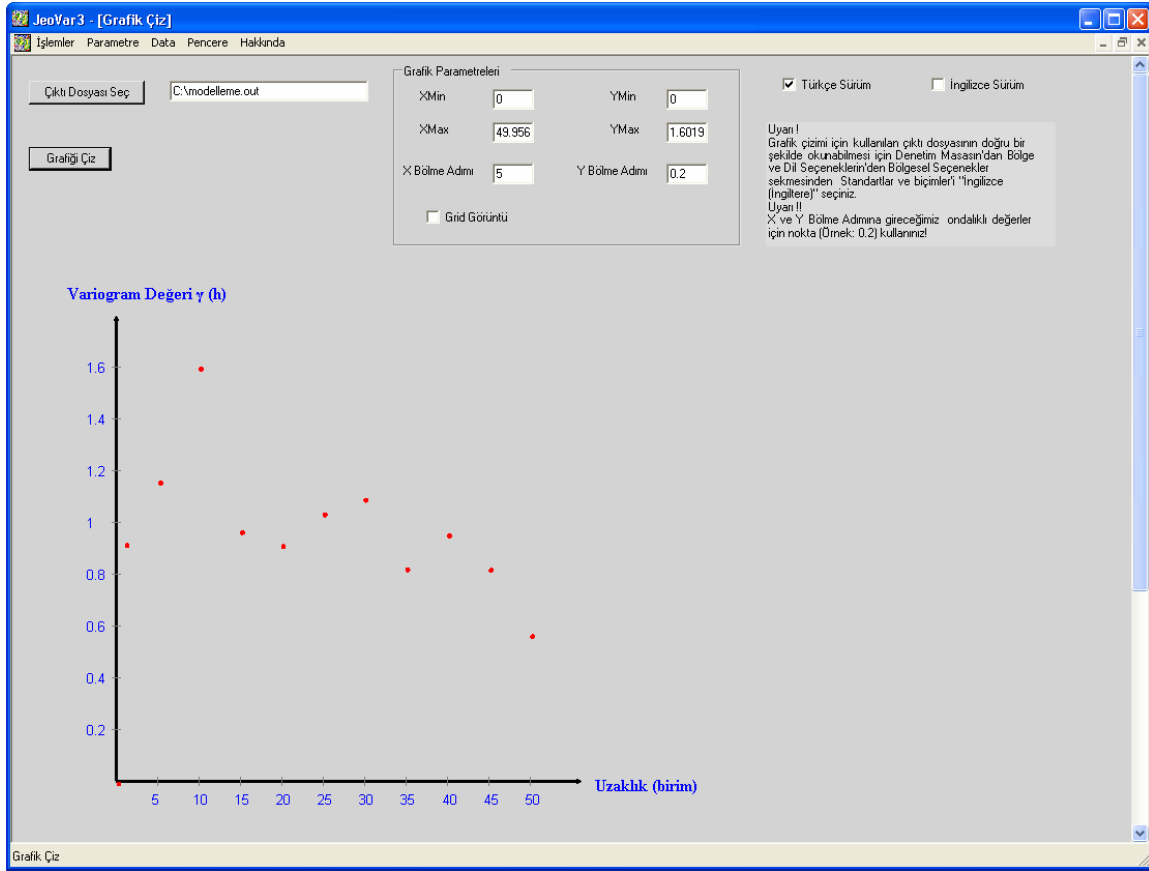 JeoVar3 - [Grafik Çiz]
İşlemler Parametre Data Pencere Hakkında
Çıktı Dosyası Seç
C:\modelleme.out
Grafiği Çiz
Grafik Parametreleri
XMin 0 YMin 0
XMax 49.956 YMax 1.6019
X Bölme Adımı 5 Y Bölme Adımı 0.2
Grid Görüntü
Türkçe Sürüm İngilizce Sürüm
Uyarı !
Grafik çizimi için kullanılan çıktı dosyasının doğru bir
şekilde okunabilmesi için Denetim Masasın'dan Bölge
ve Dil Seçeneklerin'den Bölgesel Seçenekler
sekmesinden Standartlar ve biçimler'i "İngilizce
(İngiltere)" seçiniz.
Uyarı !!
X ve Y Bölme Adımına gireceğimiz ondalıklı değerler
için nokta (Örnek: 0.2) kullanınız!
Variogram Değeri γ (h)
1.6
1.4
1.2
1
0.8
0.6
0.4
0.2
5 10 15 20 25 30 35 40 45 50
Uzaklık (birim)
Grafik Çiz